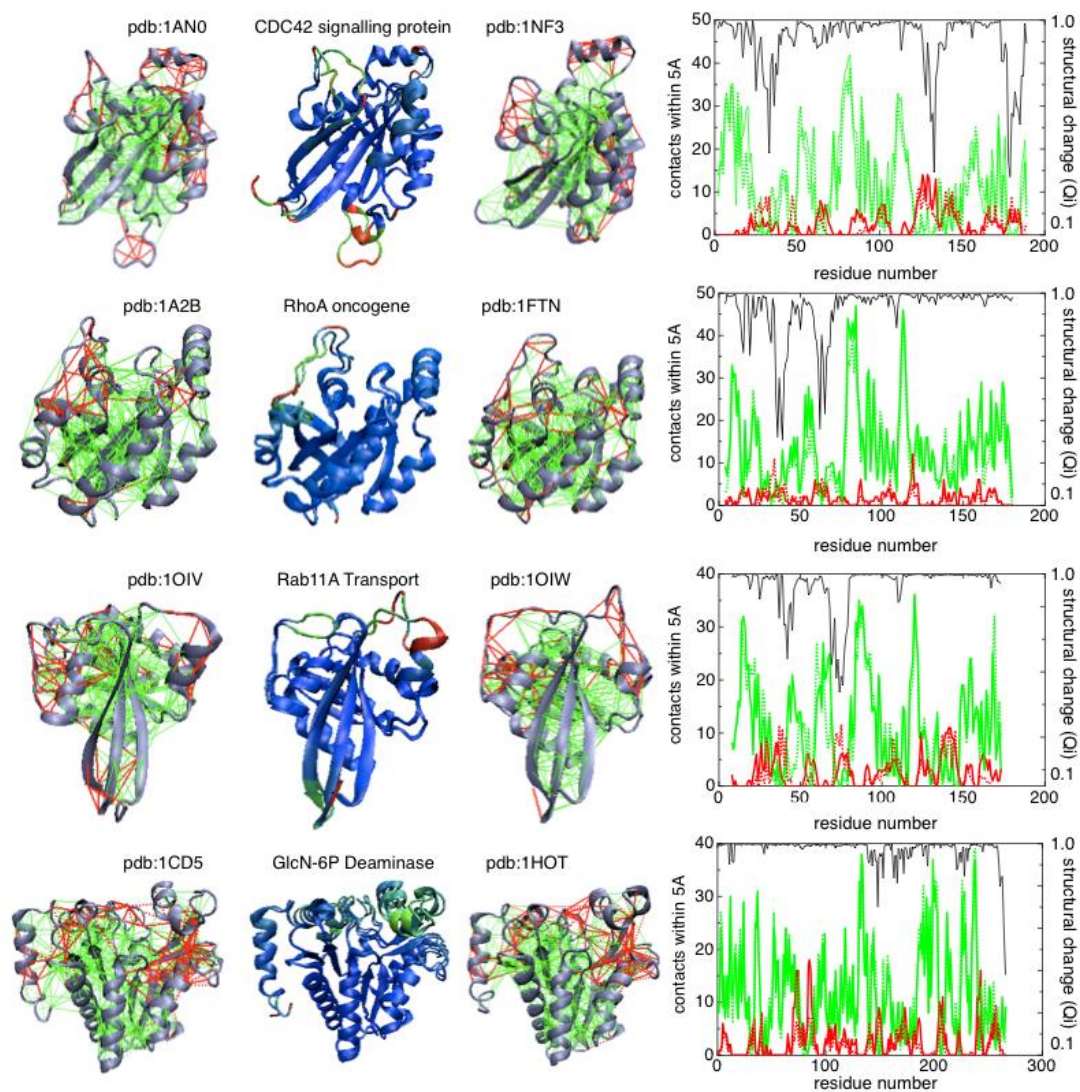 pdb:1AN0 CDC42 signalling protein pdb:1NF3
50
40
30
20
10
0
contacts within 5A
1.0
0.1
structural change (Qi)
0 50 100 150 200
residue number
pdb:1A2B RhoA oncogene pdb:1FTN
50
40
30
20
10
0
contacts within 5A
1.0
0.1
structural change (Qi)
0 50 100 150 200
residue number
pdb:1OIV Rab11A Transport pdb:1OIW
40
30
20
10
0
contacts within 5A
1.0
0.1
structural change (Qi)
0 50 100 150 200
residue number
pdb:1CD5 GlcN-6P Deaminase pdb:1HOT
40
30
20
10
0
contacts within 5A
1.0
0.1
structural change (Qi)
0 100 200 300
residue number